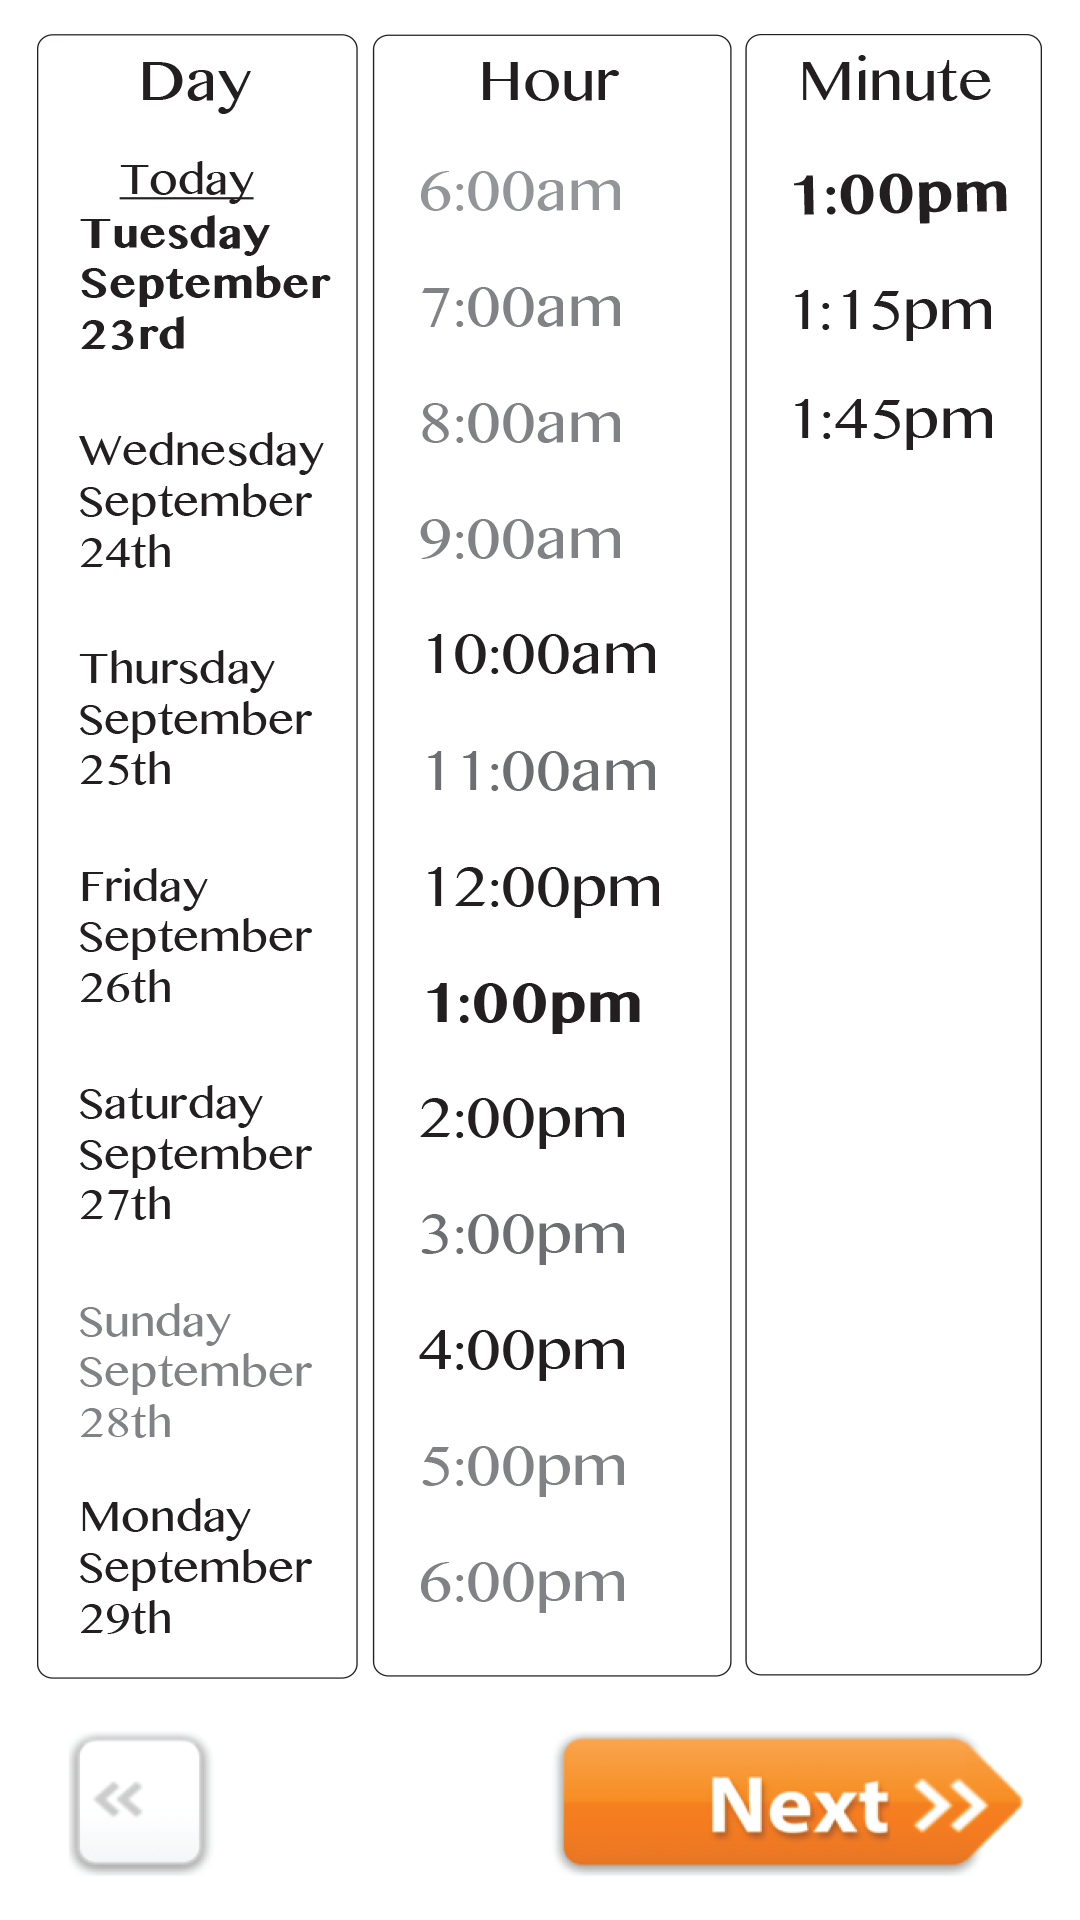 Day
Today
Tuesday
September
23rd
Wednesday
September
24th
Thursday
September
25th
Friday
September
26th
Saturday
September
27th
Sunday
September
28th
Monday
September
29th
Hour
6:00am
7:00am
8:00am
9:00am
10:00am
11:00am
12:00pm
1:00pm
2:00pm
3:00pm
4:00pm
5:00pm
6:00pm
Minute
1:00pm
1:15pm
1:45pm
Next